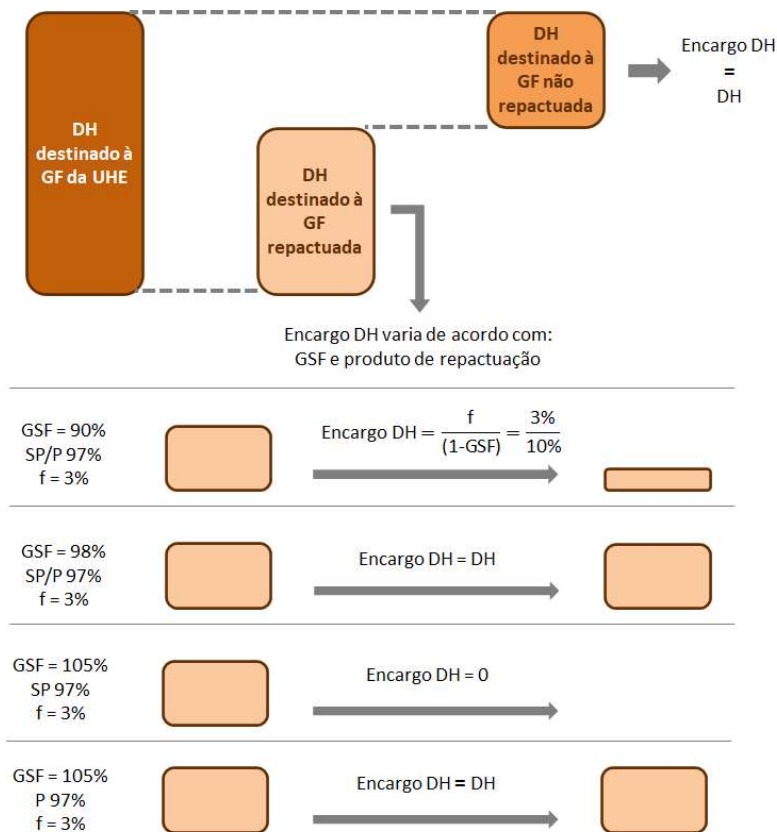 DH
destinado à
GF da UHE
DH
destinado à
GF não
repactuada
Encargo DH
=
DH
DH
destinado à
GF
repactuada
Encargo DH varia de acordo com:
GSF e produto de repactuação
GSF = 90%
SP/P 97%
f = 3%
Encargo DH = f/(1-GSF) = 3%/10%
GSF = 98%
SP/P 97%
f = 3%
Encargo DH = DH
GSF = 105%
SP 97%
f = 3%
Encargo DH = 0
GSF = 105%
P 97%
f = 3%
Encargo DH = DH